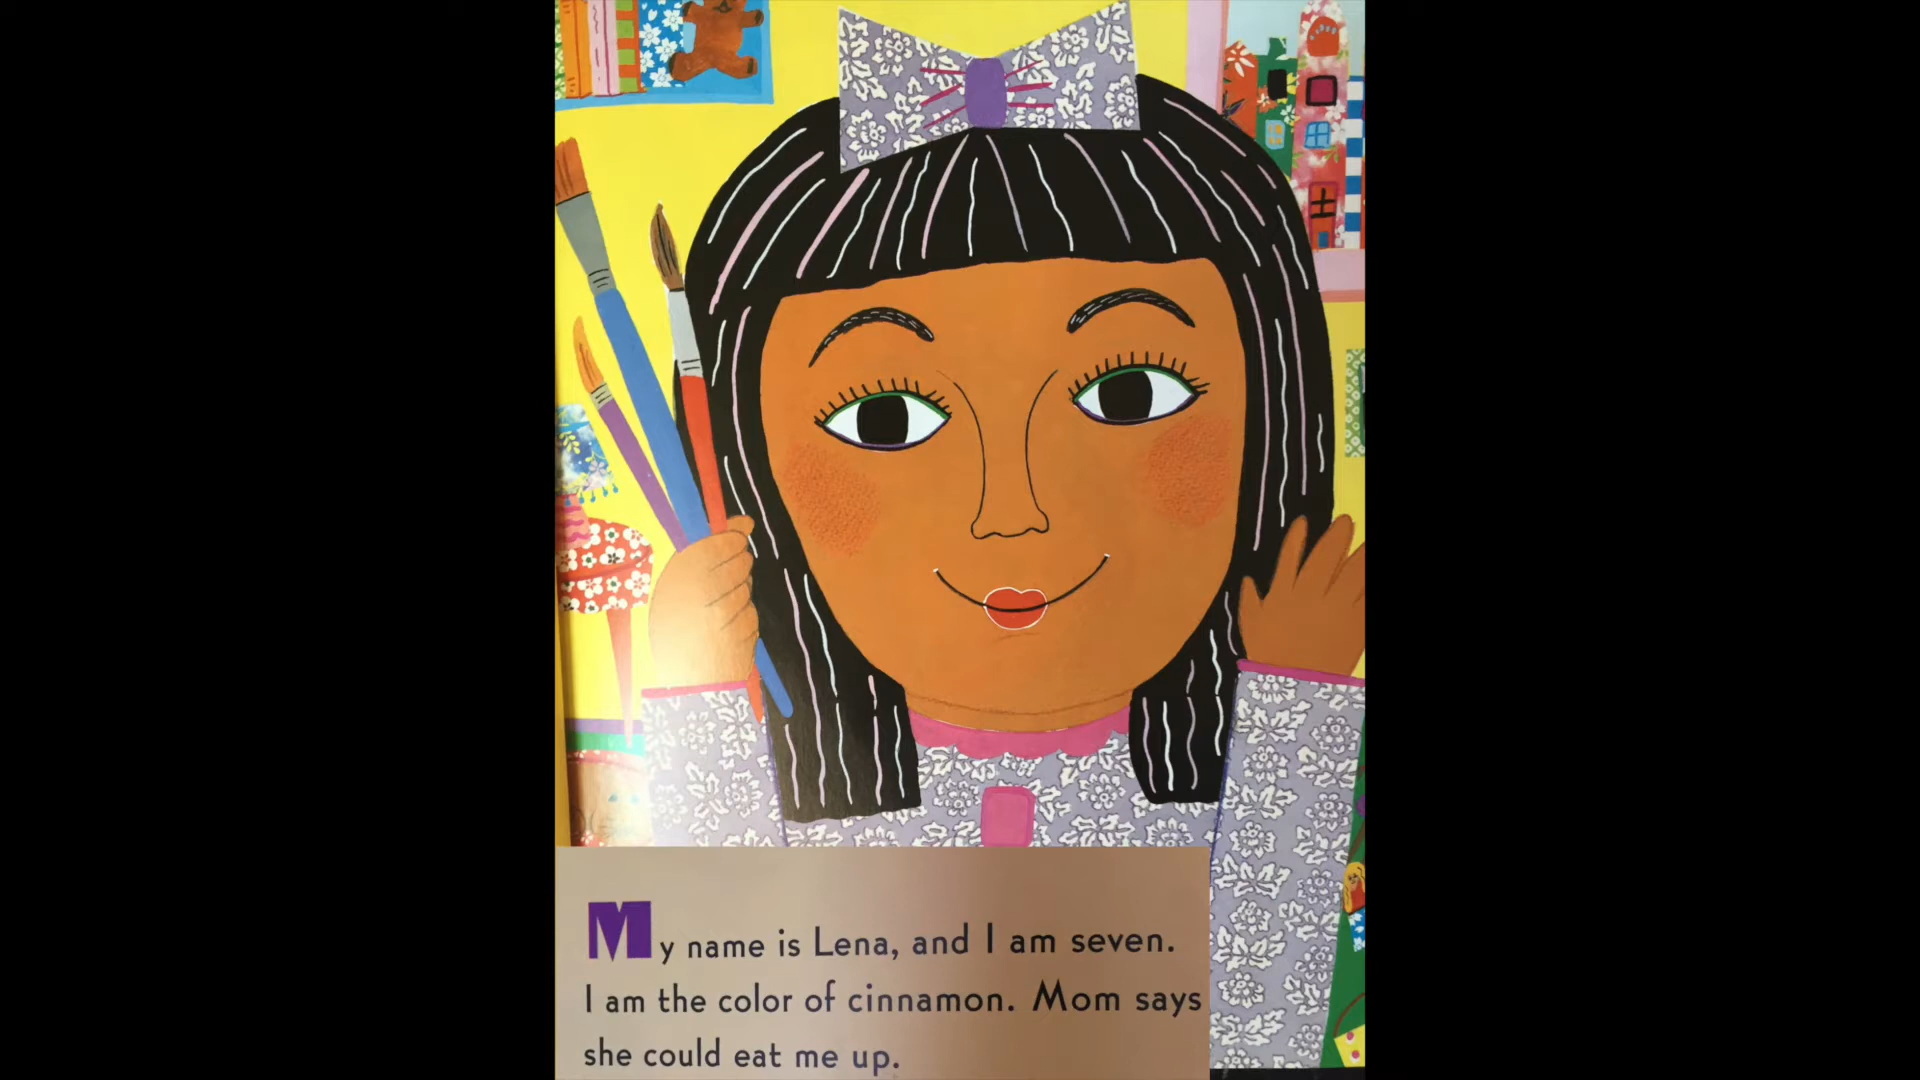 My name is Lena, and I am seven.
I am the color of cinnamon. Mom says
she could eat me up.